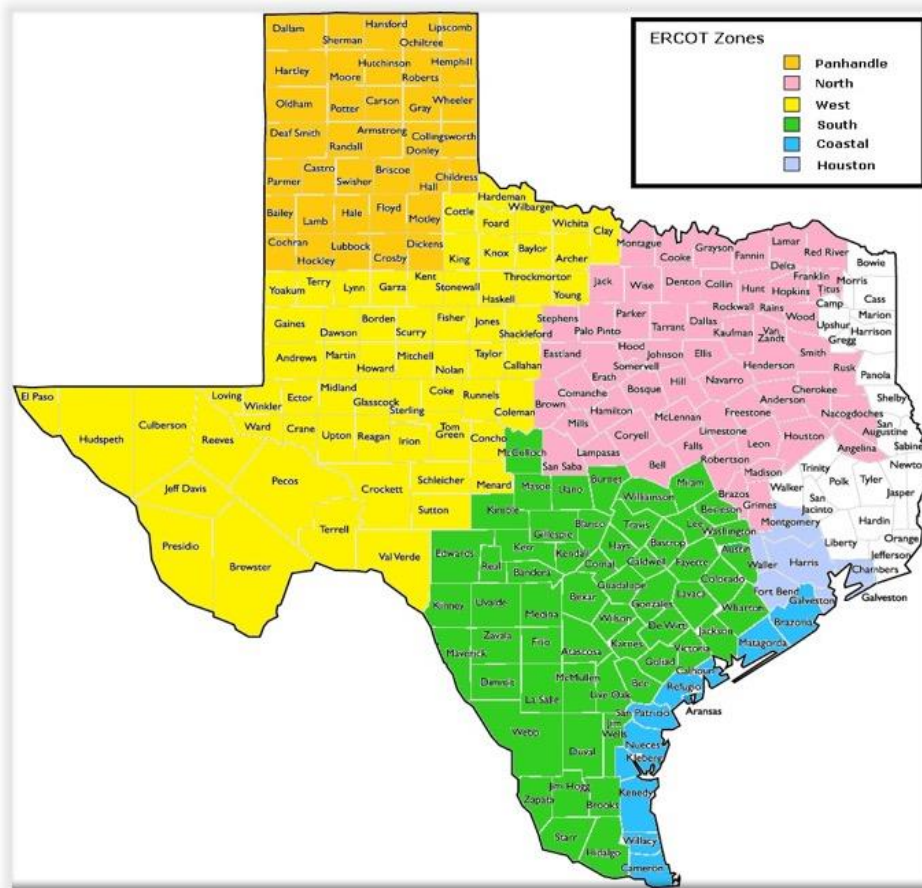 ERCOT Zones
Panhandle
North
West
South
Coastal
Houston
Dallam
Sherman
Hansford
Ochiltree
Lipscomb
Hartley
Moore
Hutchinson
Roberts
Hemphill
Oldham
Potter
Carson
Gray
Wheeler
Deaf Smith
Randall
Armstrong
Donley
Collingsworth
Parmer
Castro
Swisher
Briscoe
Hall
Childress
Bailey
Lamb
Hale
Floyd
Motley
Cottle
Hardeman
Foard
Wilbarger
Wichita
Clay
Cochran
Hockley
Lubbock
Crosby
Dickens
King
Knox
Baylor
Archer
Montague
Cooke
Grayson
Fannin
Lamar
Red River
Delta
Bowie
Yoakum
Terry
Lynn
Garza
Kent
Stonewall
Haskell
Throckmorton
Young
Jack
Wise
Denton
Collin
Hunt
Hopkins
Franklin
Titus
Morris
Camp
Cass
Marion
Gaines
Dawson
Borden
Scurry
Fisher
Jones
Shackleford
Stephens
Palo Pinto
Parker
Tarrant
Dallas
Rockwall
Rains
Kaufman
Van
Zandt
Wood
Upshur
Gregg
Harrison
Andrews
Martin
Howard
Mitchell
Nolan
Taylor
Callahan
Eastland
Erath
Hood
Somervell
Johnson
Ellis
Henderson
Smith
Rusk
Panola
El Paso
Hudspeth
Culberson
Loving
Reeves
Winkler
Ward
Ector
Crane
Midland
Upton
Glasscock
Reagan
Sterling
Irion
Coke
Tom
Green
Runnels
Concho
Coleman
Brown
Comanche
Mills
Hamilton
Bosque
Hill
Navarro
McLennan
Coryell
Lampasas
San Saba
Bell
Falls
Limestone
Freestone
Anderson
Cherokee
Nacogdoches
Shelby
San
Augustine
Sabine
Leon
Houston
Angelina
Robertson
Madison
Brazos
Grimes
Walker
Trinity
Polk
San
Jacinto
Tyler
Newton
Jasper
Hardin
Orange
Liberty
Jefferson
Chambers
Jeff Davis
Pecos
Crockett
Schleicher
Menard
Sutton
McCulloch
Mason
Llano
Burnet
Williamson
Milam
Presidio
Brewster
Terrell
Val Verde
Kimble
Gillespie
Blanco
Travis
Lee
Burleson
Washington
Montgomery
Edwards
Real
Kerr
Kendall
Bandera
Comal
Hays
Caldwell
Bastrop
Fayette
Austin
Waller
Harris
Fort Bend
Galveston
Galveston
Kinney
Uvalde
Medina
Bexar
Guadalupe
Gonzales
Lavaca
Colorado
Wharton
Brazoria
Matagorda
Maverick
Zavala
Frio
Atascosa
Wilson
Karnes
De Witt
Victoria
Jackson
Goliad
Calhoun
Dimmit
La Salle
McMullen
Live Oak
Bee
Refugio
Aransas
San Patricio
Jim
Wells
Nueces
Kleberg
Webb
Duval
Zapata
Jim Hogg
Brooks
Kenedy
Starr
Hidalgo
Willacy
Cameron